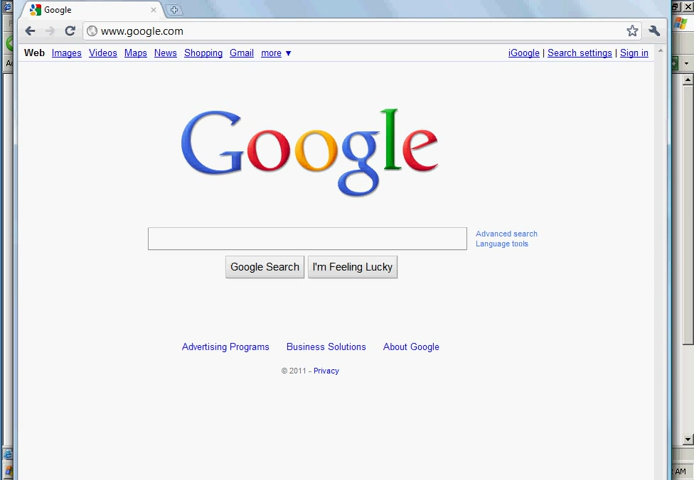 Google
www.google.com
Web Images Videos Maps News Shopping Gmail more ▼ iGoogle | Search settings | Sign in
Google
Advanced search
Language tools
Google Search I'm Feeling Lucky
Advertising Programs Business Solutions About Google
© 2011 - Privacy
AM